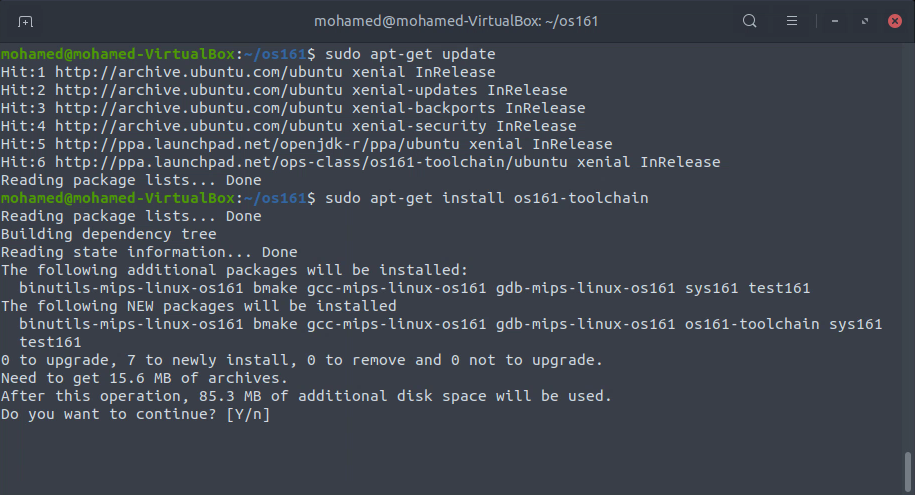 mohamed@mohamed-VirtualBox: ~/os161
mohamed@mohamed-VirtualBox:~/os161$ sudo apt-get update
Hit:1 http://archive.ubuntu.com/ubuntu xenial InRelease
Hit:2 http://archive.ubuntu.com/ubuntu xenial-updates InRelease
Hit:3 http://archive.ubuntu.com/ubuntu xenial-backports InRelease
Hit:4 http://archive.ubuntu.com/ubuntu xenial-security InRelease
Hit:5 http://ppa.launchpad.net/openjdk-r/ppa/ubuntu xenial InRelease
Hit:6 http://ppa.launchpad.net/ops-class/os161-toolchain/ubuntu xenial InRelease
Reading package lists... Done
mohamed@mohamed-VirtualBox:~/os161$ sudo apt-get install os161-toolchain
Reading package lists... Done
Building dependency tree
Reading state information... Done
The following additional packages will be installed:
  binutils-mips-linux-os161 bmake gcc-mips-linux-os161 gdb-mips-linux-os161 sys161 test161
The following NEW packages will be installed
  binutils-mips-linux-os161 bmake gcc-mips-linux-os161 gdb-mips-linux-os161 os161-toolchain sys161
  test161
0 to upgrade, 7 to newly install, 0 to remove and 0 not to upgrade.
Need to get 15.6 MB of archives.
After this operation, 85.3 MB of additional disk space will be used.
Do you want to continue? [Y/n]